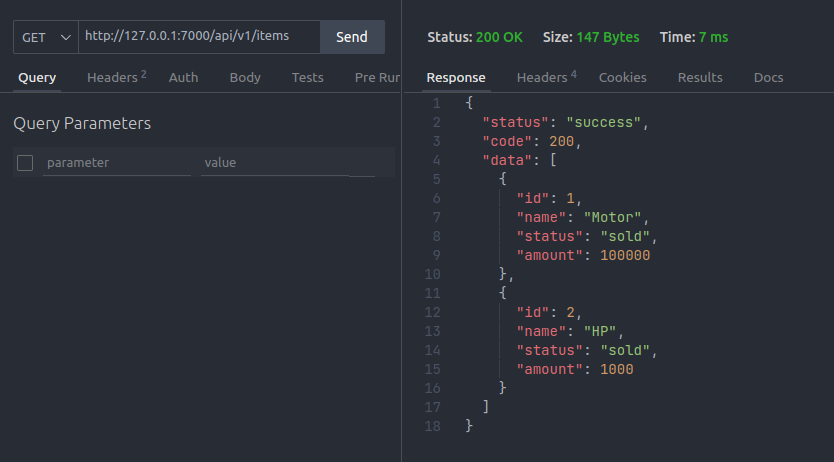 GET http://127.0.0.1:7000/api/v1/items Send
Query Headers 2 Auth Body Tests Pre Run
Query Parameters
parameter value
Status: 200 OK Size: 147 Bytes Time: 7 ms
Response Headers 4 Cookies Results Docs
1 {
2 "status": "success",
3 "code": 200,
4 "data": [
5 {
6 "id": 1,
7 "name": "Motor",
8 "status": "sold",
9 "amount": 100000
10 },
11 {
12 "id": 2,
13 "name": "HP",
14 "status": "sold",
15 "amount": 1000
16 }
17 ]
18 }